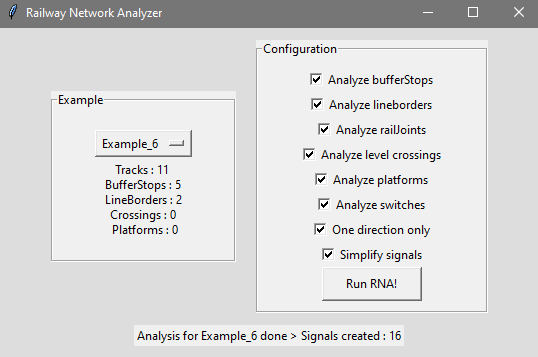 Railway Network Analyzer
Example
Example_6
Tracks : 11
BufferStops : 5
LineBorders : 2
Crossings : 0
Platforms : 0
Configuration
Analyze bufferStops
Analyze lineborders
Analyze railJoints
Analyze level crossings
Analyze platforms
Analyze switches
One direction only
Simplify signals
Run RNA!
Analysis for Example_6 done > Signals created : 16